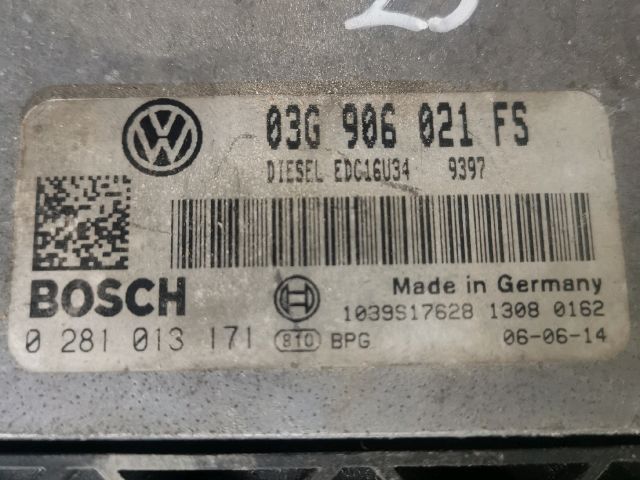 03G 906 021 FS
DIESEL EDC16U34 9397
BOSCH
Made in Germany
1039S17628 1308 0162
0 281 013 171 810 BPG 06-06-14